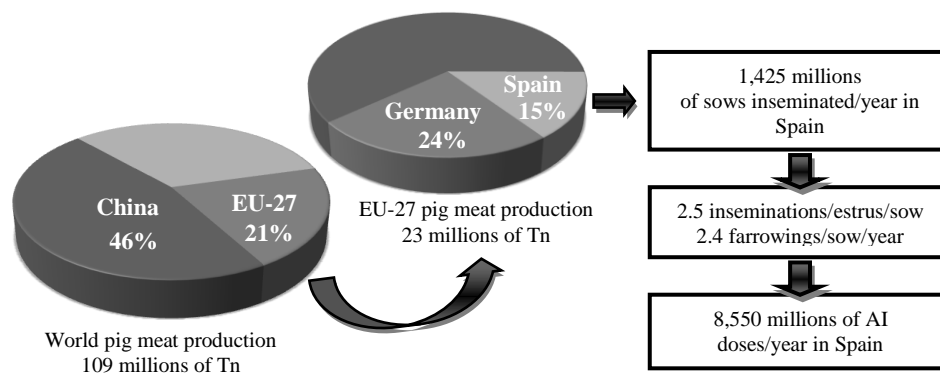 China
46%
EU-27
21%
World pig meat production
109 millions of Tn
Spain
15%
Germany
24%
EU-27 pig meat production
23 millions of Tn
1,425 millions
of sows inseminated/year in
Spain
2.5 inseminations/estrus/sow
2.4 farrowings/sow/year
8,550 millions of AI
doses/year in Spain